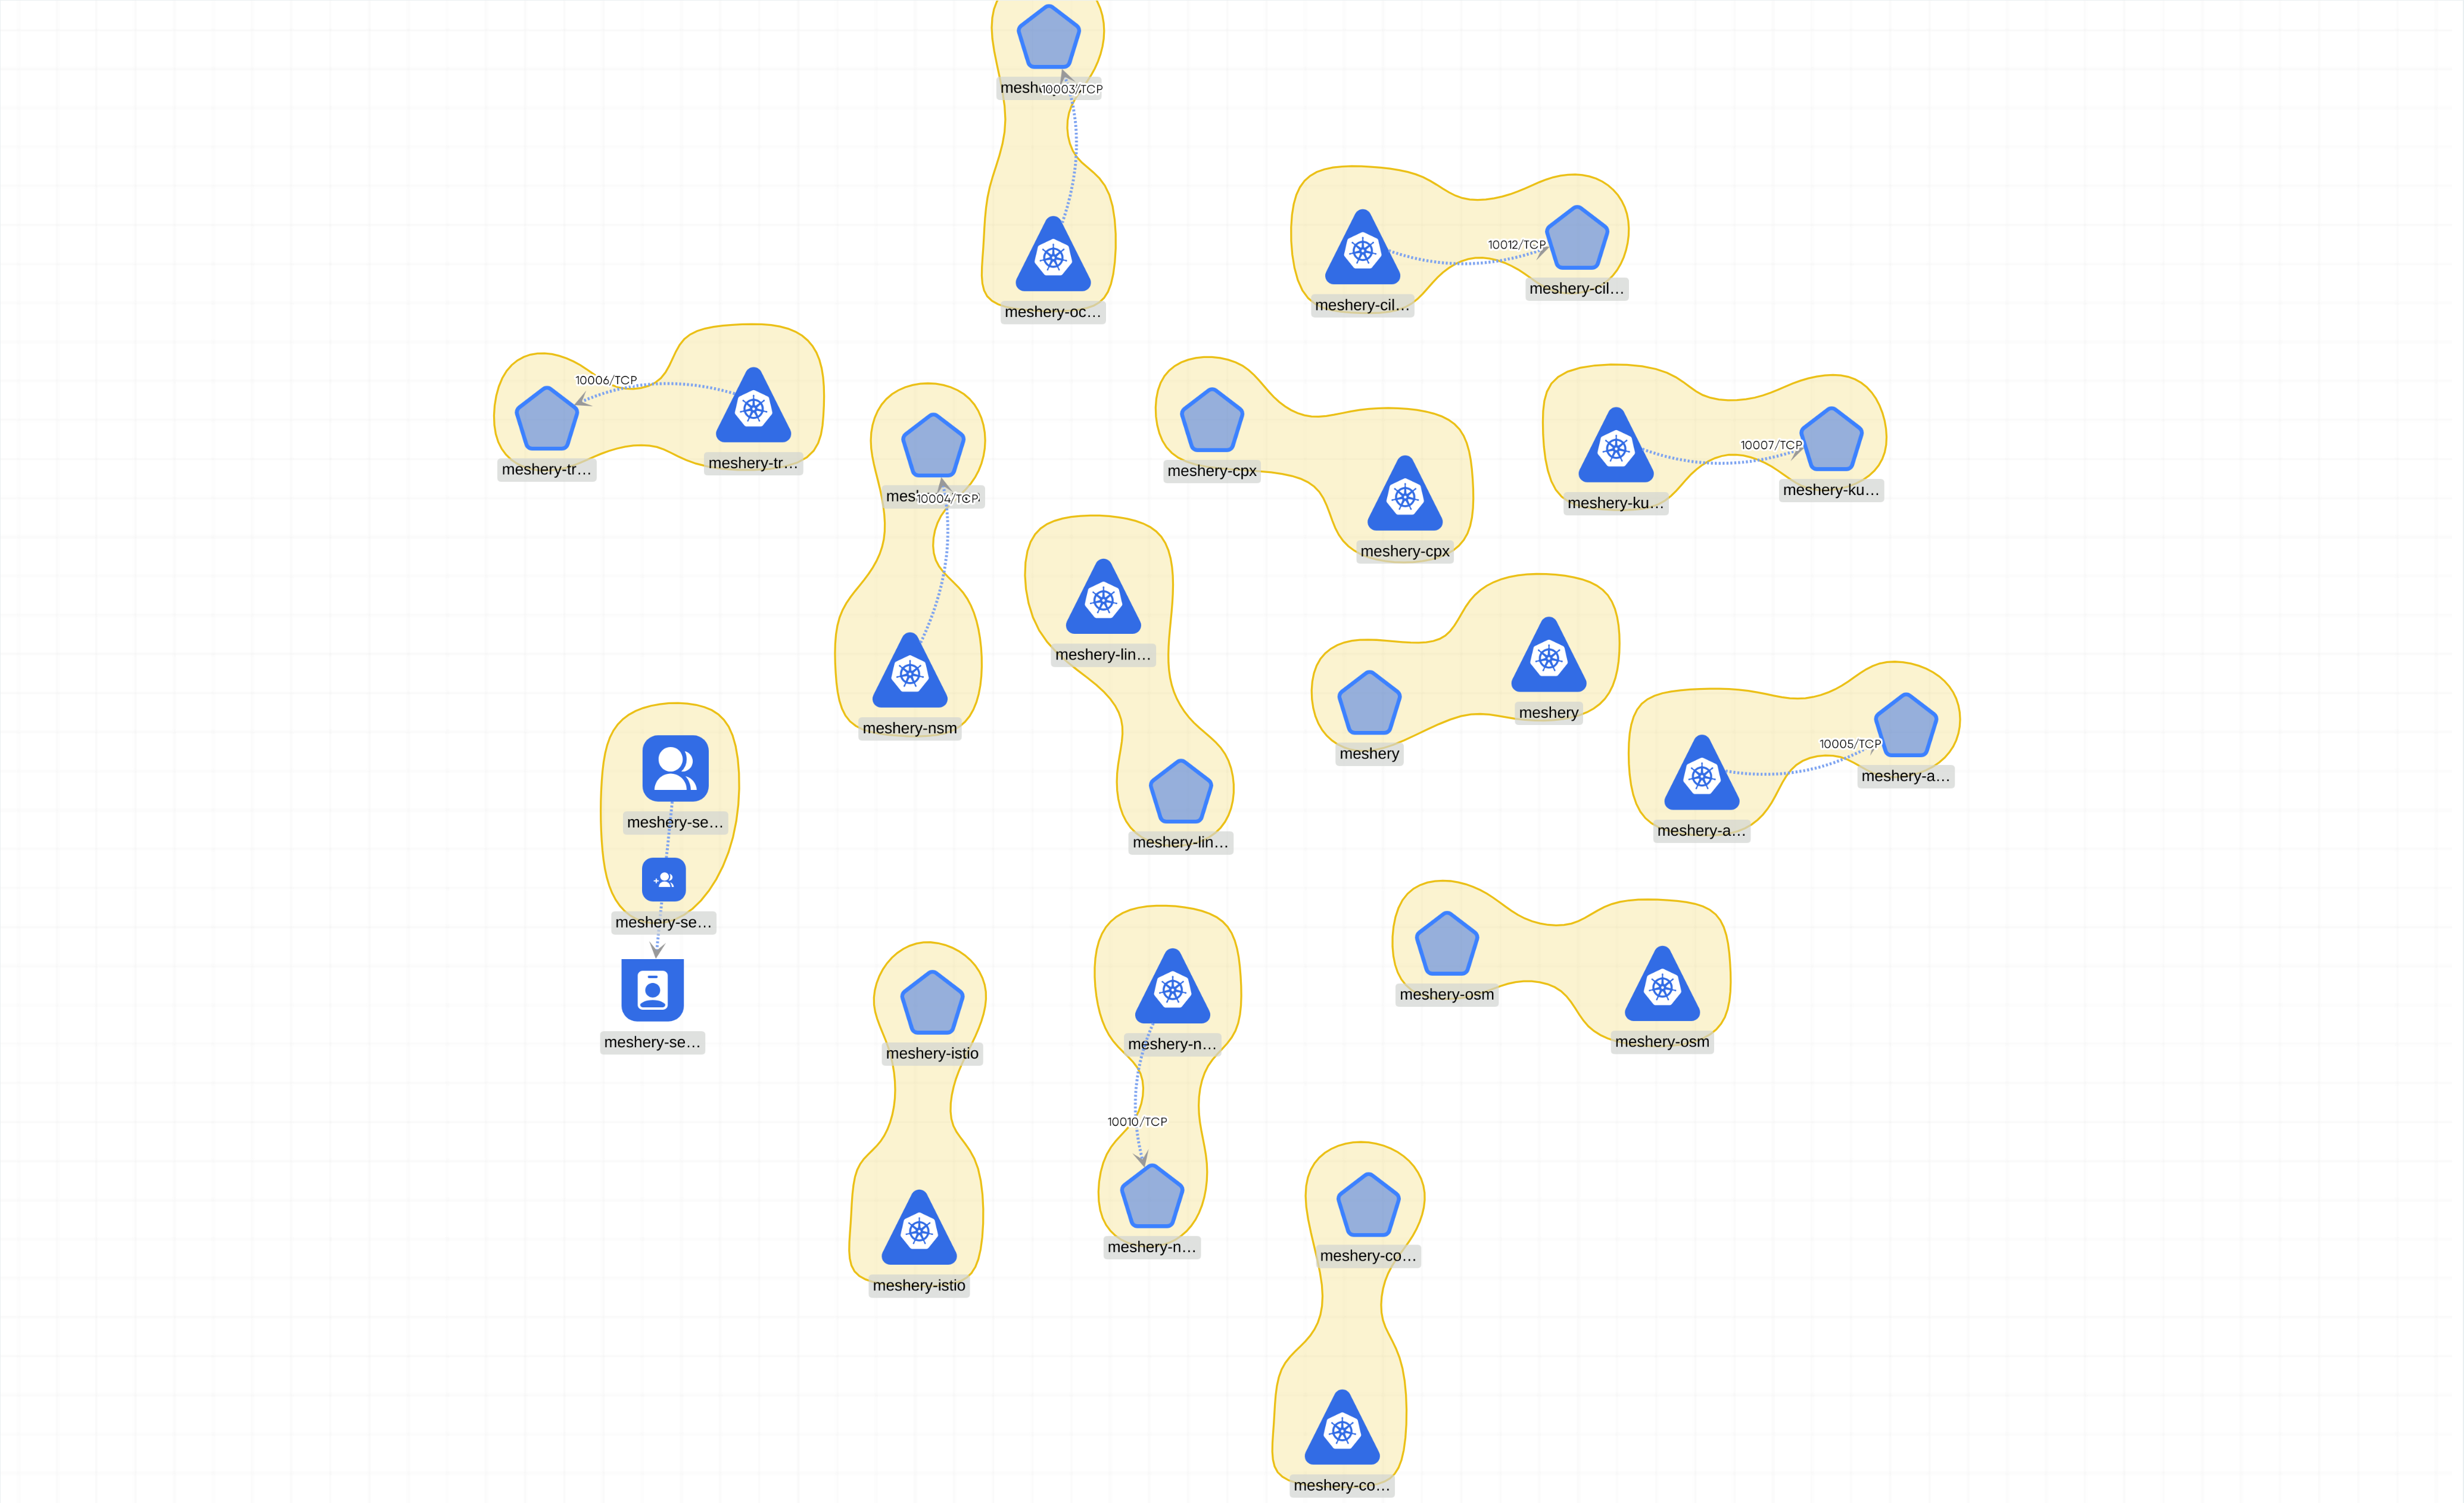 10003/TCP
meshery-oc…
10012/TCP
meshery-cil…
meshery-cil…
10006/TCP
meshery-tr…
meshery-tr…
10004/TCP
meshery-nsm
meshery-cpx
meshery-cpx
10007/TCP
meshery-ku…
meshery-ku…
meshery-lin…
meshery-lin…
meshery
meshery
10005/TCP
meshery-a…
meshery-a…
meshery-se…
meshery-se…
meshery-se…
meshery-osm
meshery-osm
meshery-istio
meshery-istio
meshery-n…
10010/TCP
meshery-n…
meshery-co…
meshery-co…